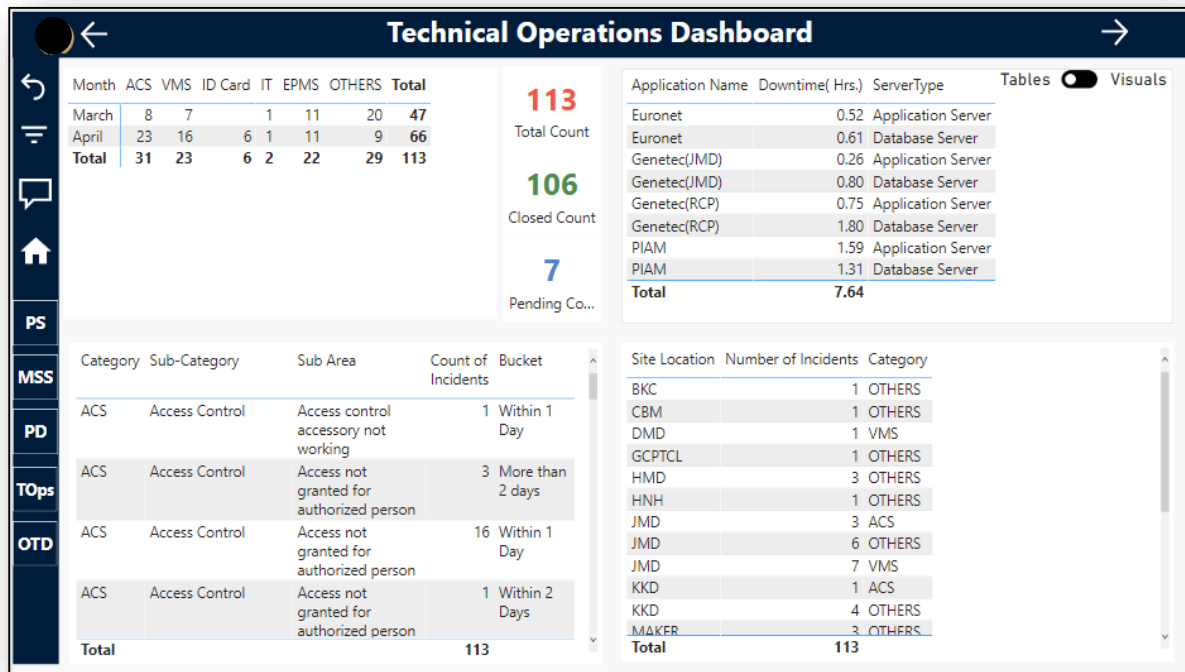 Technical Operations Dashboard
Month ACS VMS ID Card IT EPMS OTHERS Total
March 8 7 1 11 20 47
April 23 16 6 1 11 9 66
Total 31 23 6 2 22 29 113
113
Total Count
106
Closed Count
7
Pending Co...
Application Name Downtime( Hrs.) ServerType
Euronet 0.52 Application Server
Euronet 0.61 Database Server
Genetec(JMD) 0.26 Application Server
Genetec(JMD) 0.80 Database Server
Genetec(RCP) 0.75 Application Server
Genetec(RCP) 1.80 Database Server
PIAM 1.59 Application Server
PIAM 1.31 Database Server
Total 7.64
Tables Visuals
PS
MSS
PD
TOps
OTD
Category Sub-Category Sub Area Count of Bucket
Incidents
ACS Access Control Access control 1 Within 1
accessory not Day
working
ACS Access Control Access not 3 More than
granted for 2 days
authorized person
ACS Access Control Access not 16 Within 1
granted for Day
authorized person
ACS Access Control Access not 1 Within 2
granted for Days
authorized person
Total 113
Site Location Number of Incidents Category
BKC 1 OTHERS
CBM 1 OTHERS
DMD 1 VMS
GCPTCL 1 OTHERS
HMD 3 OTHERS
HNH 1 OTHERS
JMD 3 ACS
JMD 6 OTHERS
JMD 7 VMS
KKD 1 ACS
KKD 4 OTHERS
MAKER 3 OTHERS
Total 113